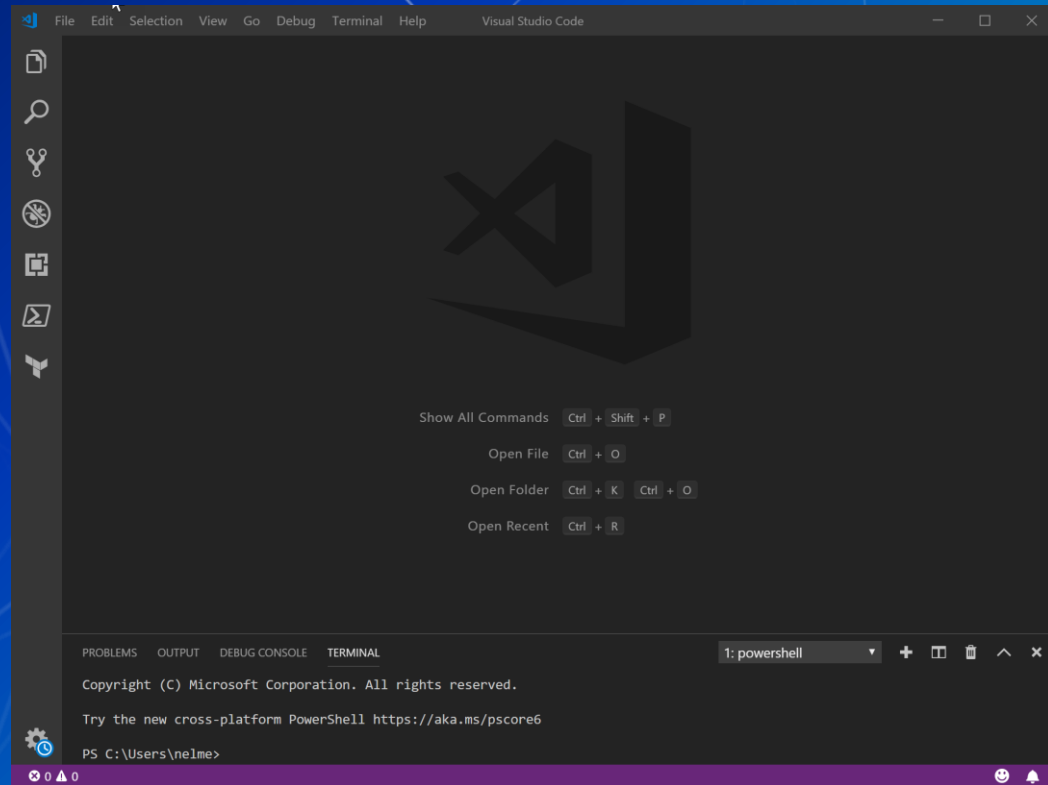 File Edit Selection View Go Debug Terminal Help Visual Studio Code
Show All Commands Ctrl + Shift + P
Open File Ctrl + O
Open Folder Ctrl + K Ctrl + O
Open Recent Ctrl + R
PROBLEMS OUTPUT DEBUG CONSOLE TERMINAL 1: powershell
Copyright (C) Microsoft Corporation. All rights reserved.
Try the new cross-platform PowerShell https://aka.ms/pscore6
PS C:\Users\nelme>
0 0